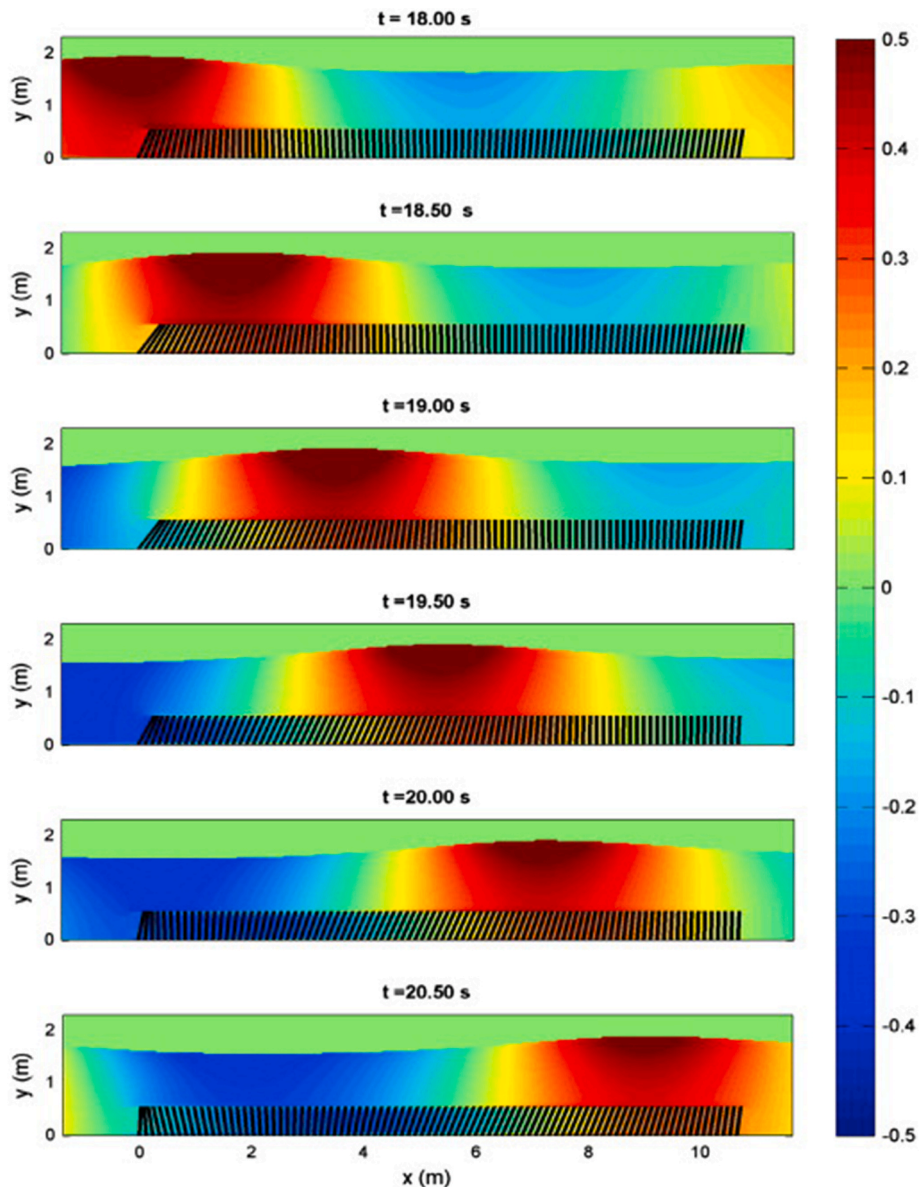 t = 18.00 s
y (m)
2
1
0
t =18.50 s
y (m)
2
1
0
t =19.00 s
y (m)
2
1
0
t =19.50 s
y (m)
2
1
0
t =20.00 s
y (m)
2
1
0
t =20.50 s
y (m)
2
1
0
0 2 4 6 8 10
x (m)
0.5
0.4
0.3
0.2
0.1
0
-0.1
-0.2
-0.3
-0.4
-0.5